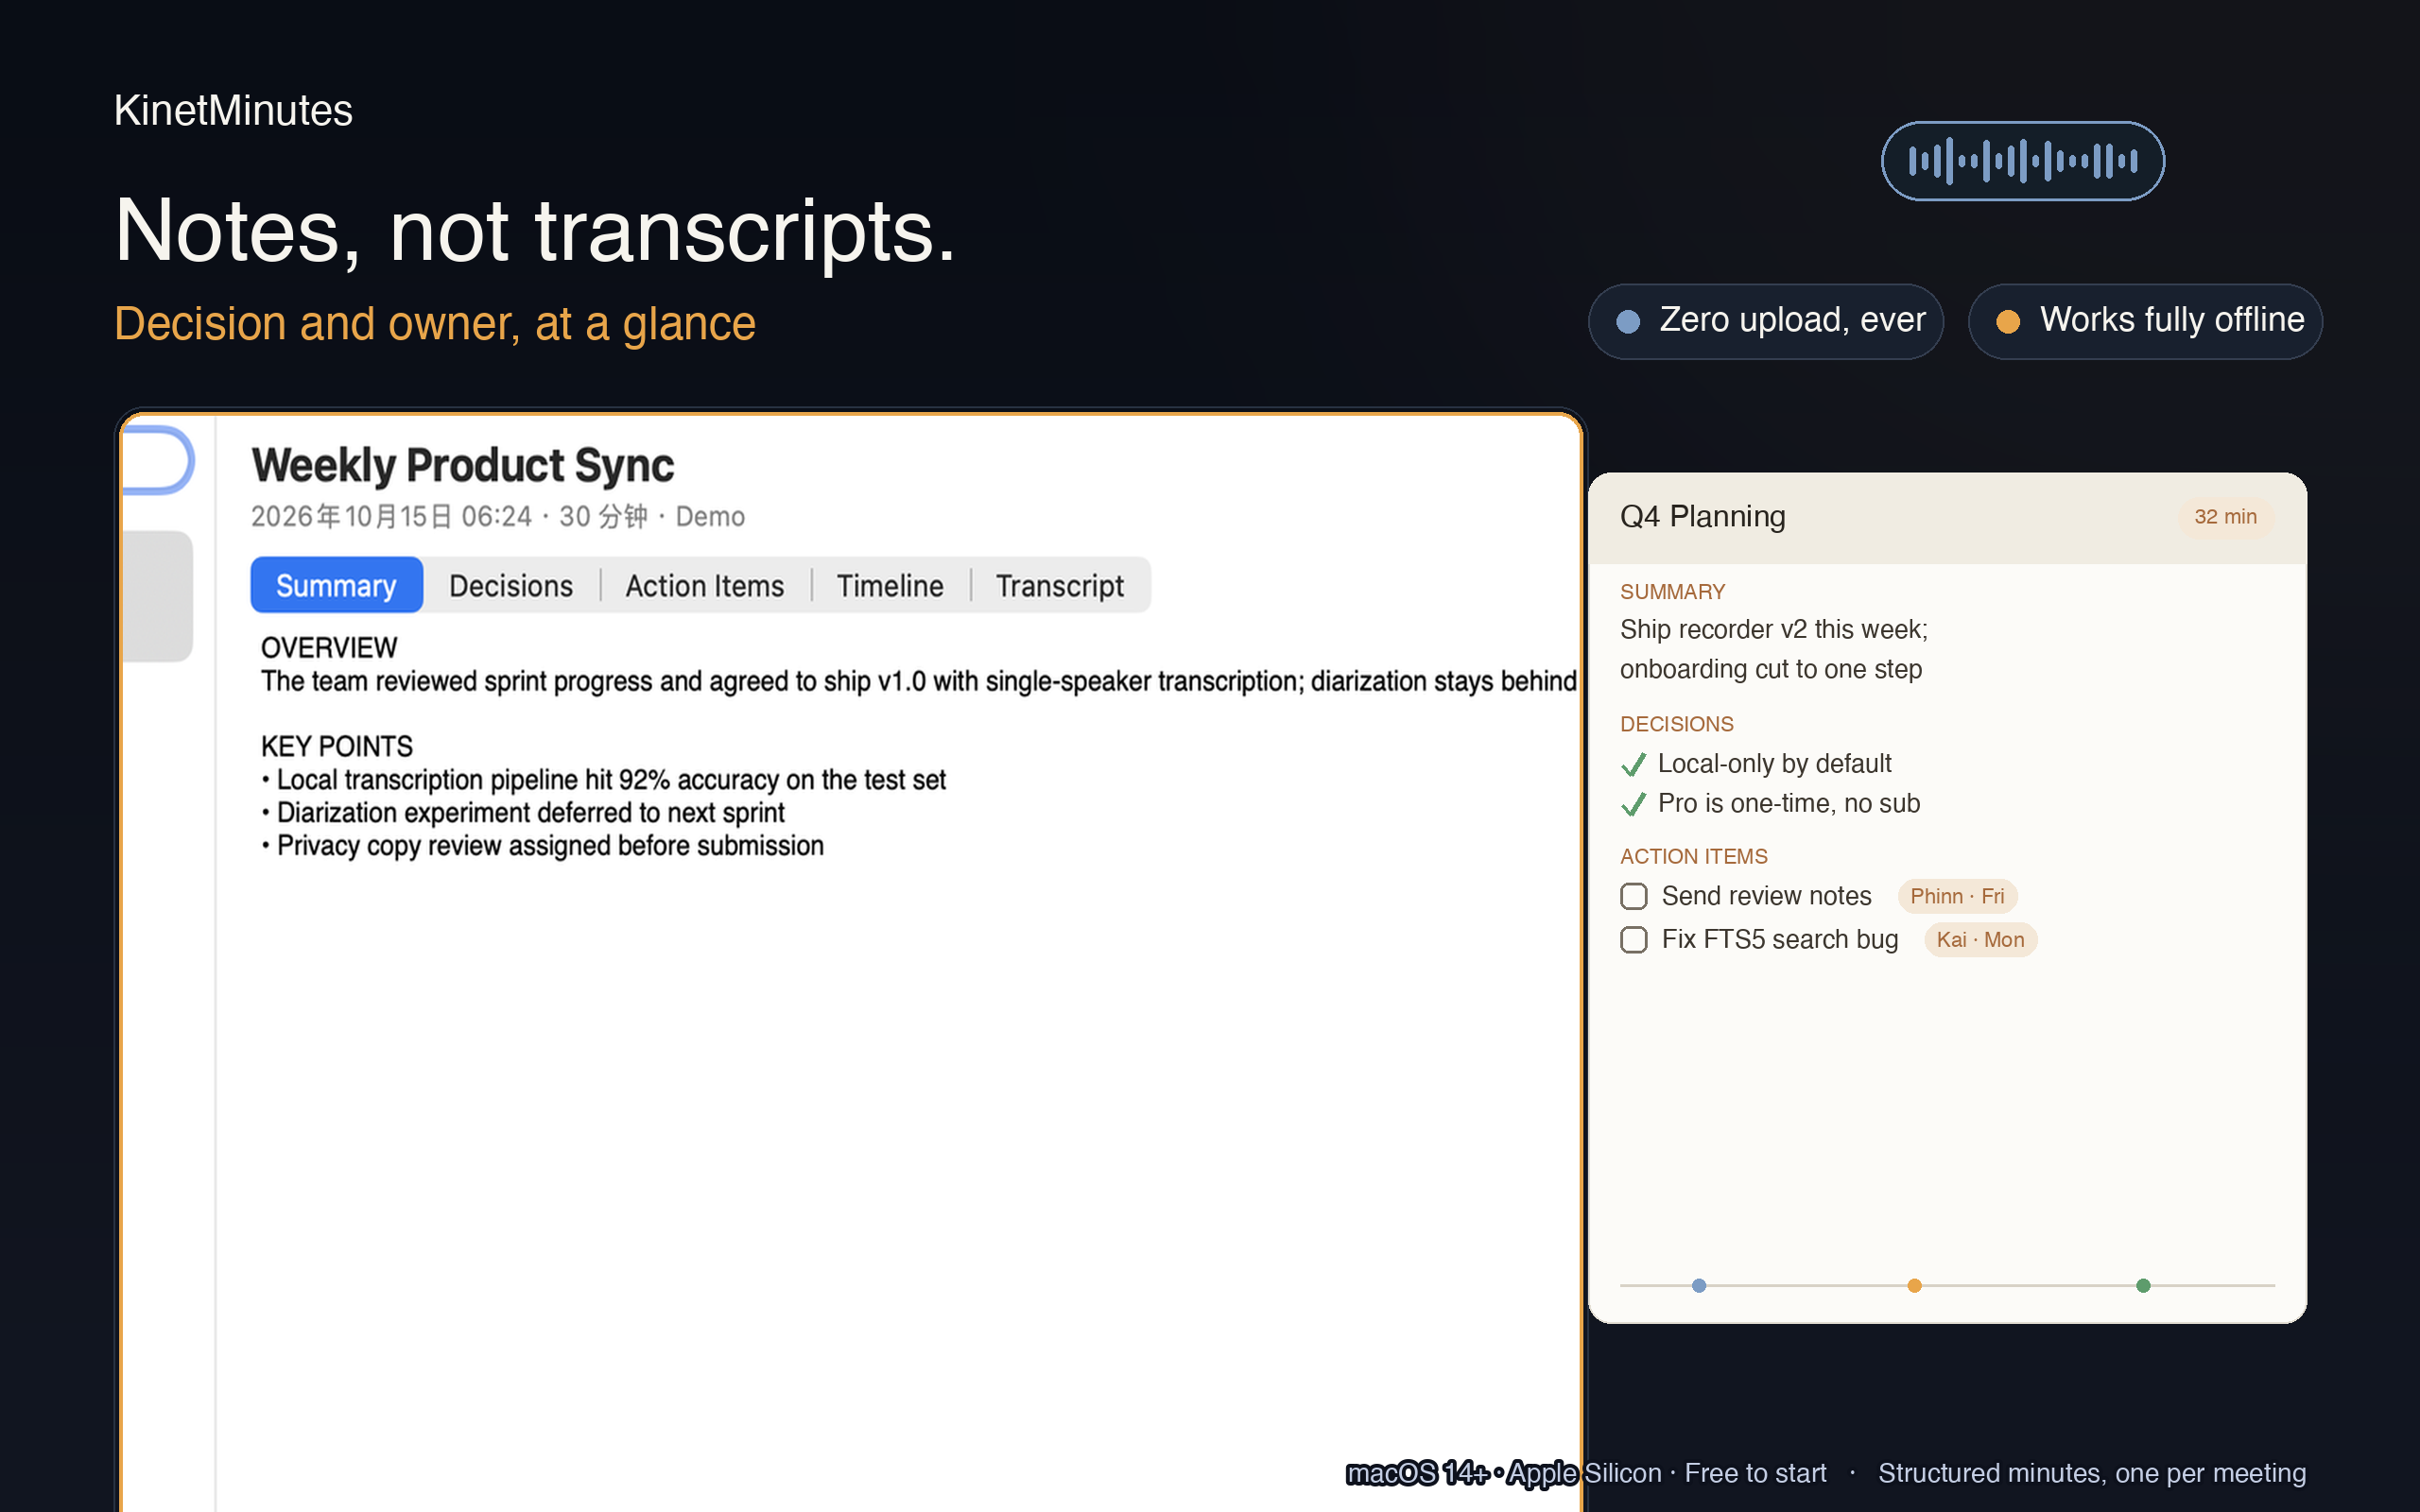 KinetMinutes
Notes, not transcripts.
Decision and owner, at a glance
Zero upload, ever
Works fully offline
Weekly Product Sync
2026年10月15日 06:24 · 30 分钟 · Demo
Summary
Decisions
Action Items
Timeline
Transcript
OVERVIEW
The team reviewed sprint progress and agreed to ship v1.0 with single-speaker transcription; diarization stays behind
KEY POINTS
• Local transcription pipeline hit 92% accuracy on the test set
• Diarization experiment deferred to next sprint
• Privacy copy review assigned before submission
Q4 Planning
32 min
SUMMARY
Ship recorder v2 this week;
onboarding cut to one step
DECISIONS
Local-only by default
Pro is one-time, no sub
ACTION ITEMS
Send review notes Phinn · Fri
Fix FTS5 search bug Kai · Mon
macOS 14+ · Apple Silicon · Free to start · Structured minutes, one per meeting